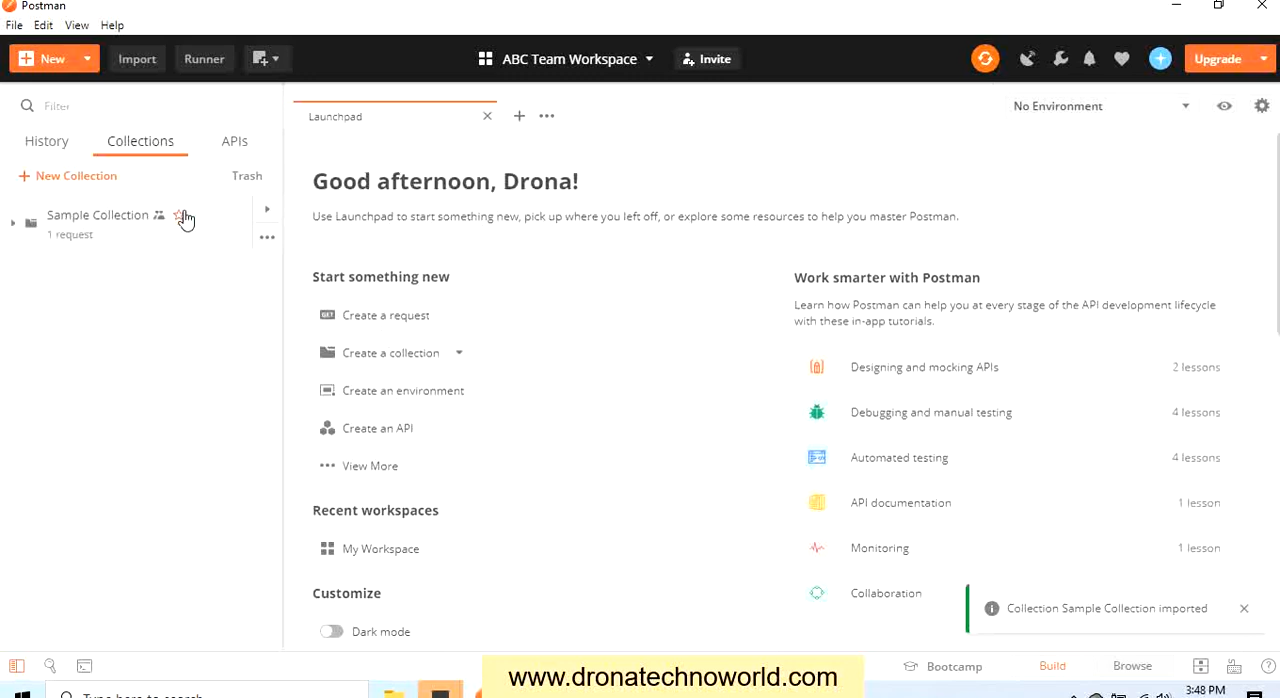 Postman
File Edit View Help
New Import Runner ABC Team Workspace Invite Upgrade
Filter
History Collections APIs
New Collection Trash
Sample Collection
1 request
Launchpad
No Environment
Good afternoon, Drona!
Use Launchpad to start something new, pick up where you left off, or explore some resources to help you master Postman.
Start something new
GET Create a request
Create a collection
Create an environment
Create an API
View More
Recent workspaces
My Workspace
Customize
Dark mode
Work smarter with Postman
Learn how Postman can help you at every stage of the API development lifecycle
with these in-app tutorials.
Designing and mocking APIs 2 lessons
Debugging and manual testing 4 lessons
Automated testing 4 lessons
API documentation 1 lesson
Monitoring 1 lesson
Collaboration
Collection Sample Collection imported
Bootcamp Build Browse
www.dronatechnoworld.com
Type here to search
3:48 PM